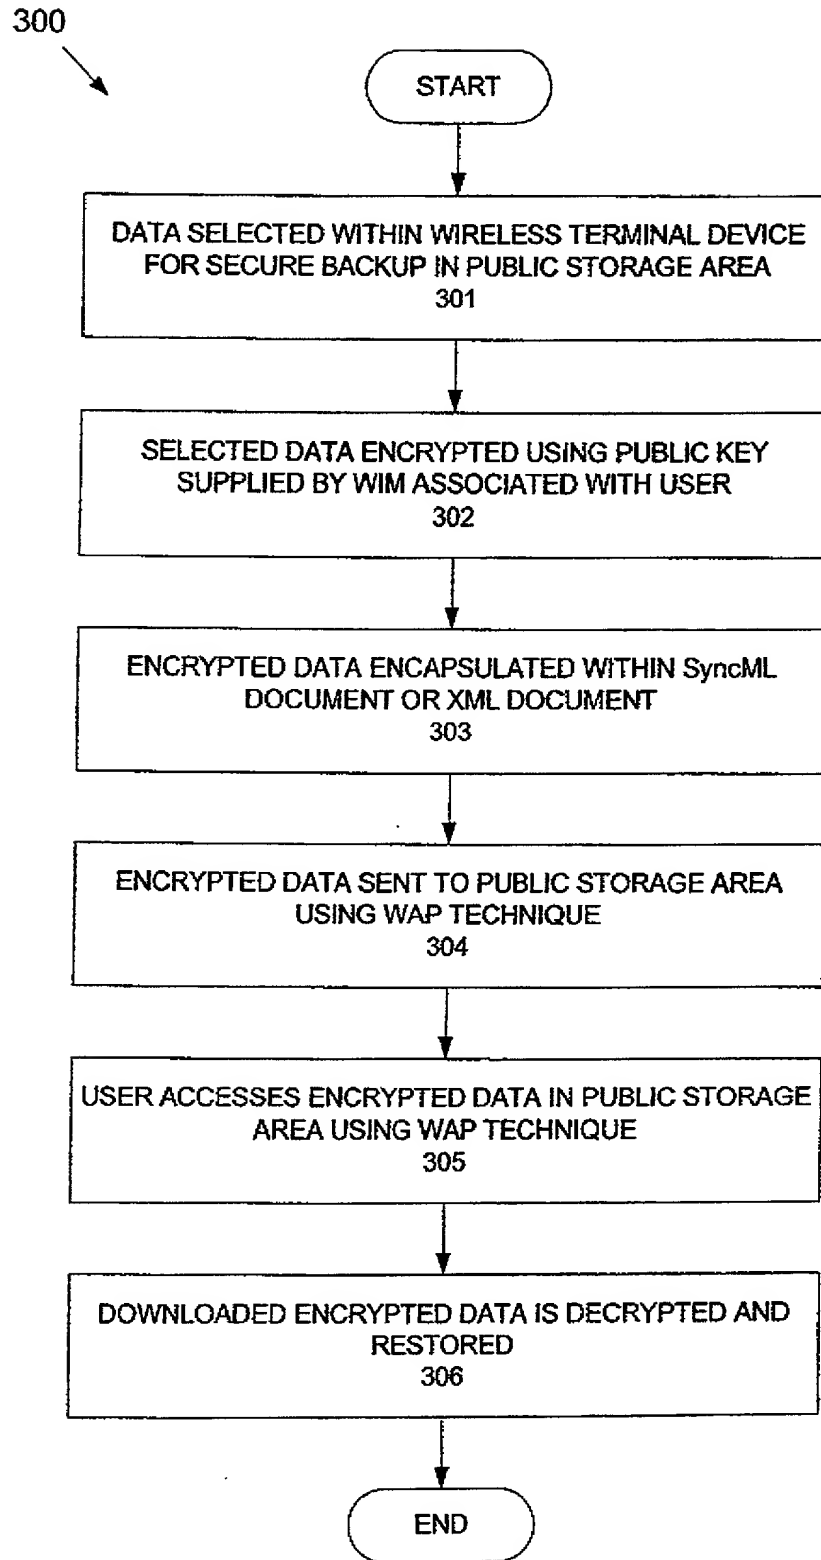 300
START
DATA SELECTED WITHIN WIRELESS TERMINAL DEVICE
FOR SECURE BACKUP IN PUBLIC STORAGE AREA
301
SELECTED DATA ENCRYPTED USING PUBLIC KEY
SUPPLIED BY WIM ASSOCIATED WITH USER
302
ENCRYPTED DATA ENCAPSULATED WITHIN SyncML
DOCUMENT OR XML DOCUMENT
303
ENCRYPTED DATA SENT TO PUBLIC STORAGE AREA
USING WAP TECHNIQUE
304
USER ACCESSES ENCRYPTED DATA IN PUBLIC STORAGE
AREA USING WAP TECHNIQUE
305
DOWNLOADED ENCRYPTED DATA IS DECRYPTED AND
RESTORED
306
END